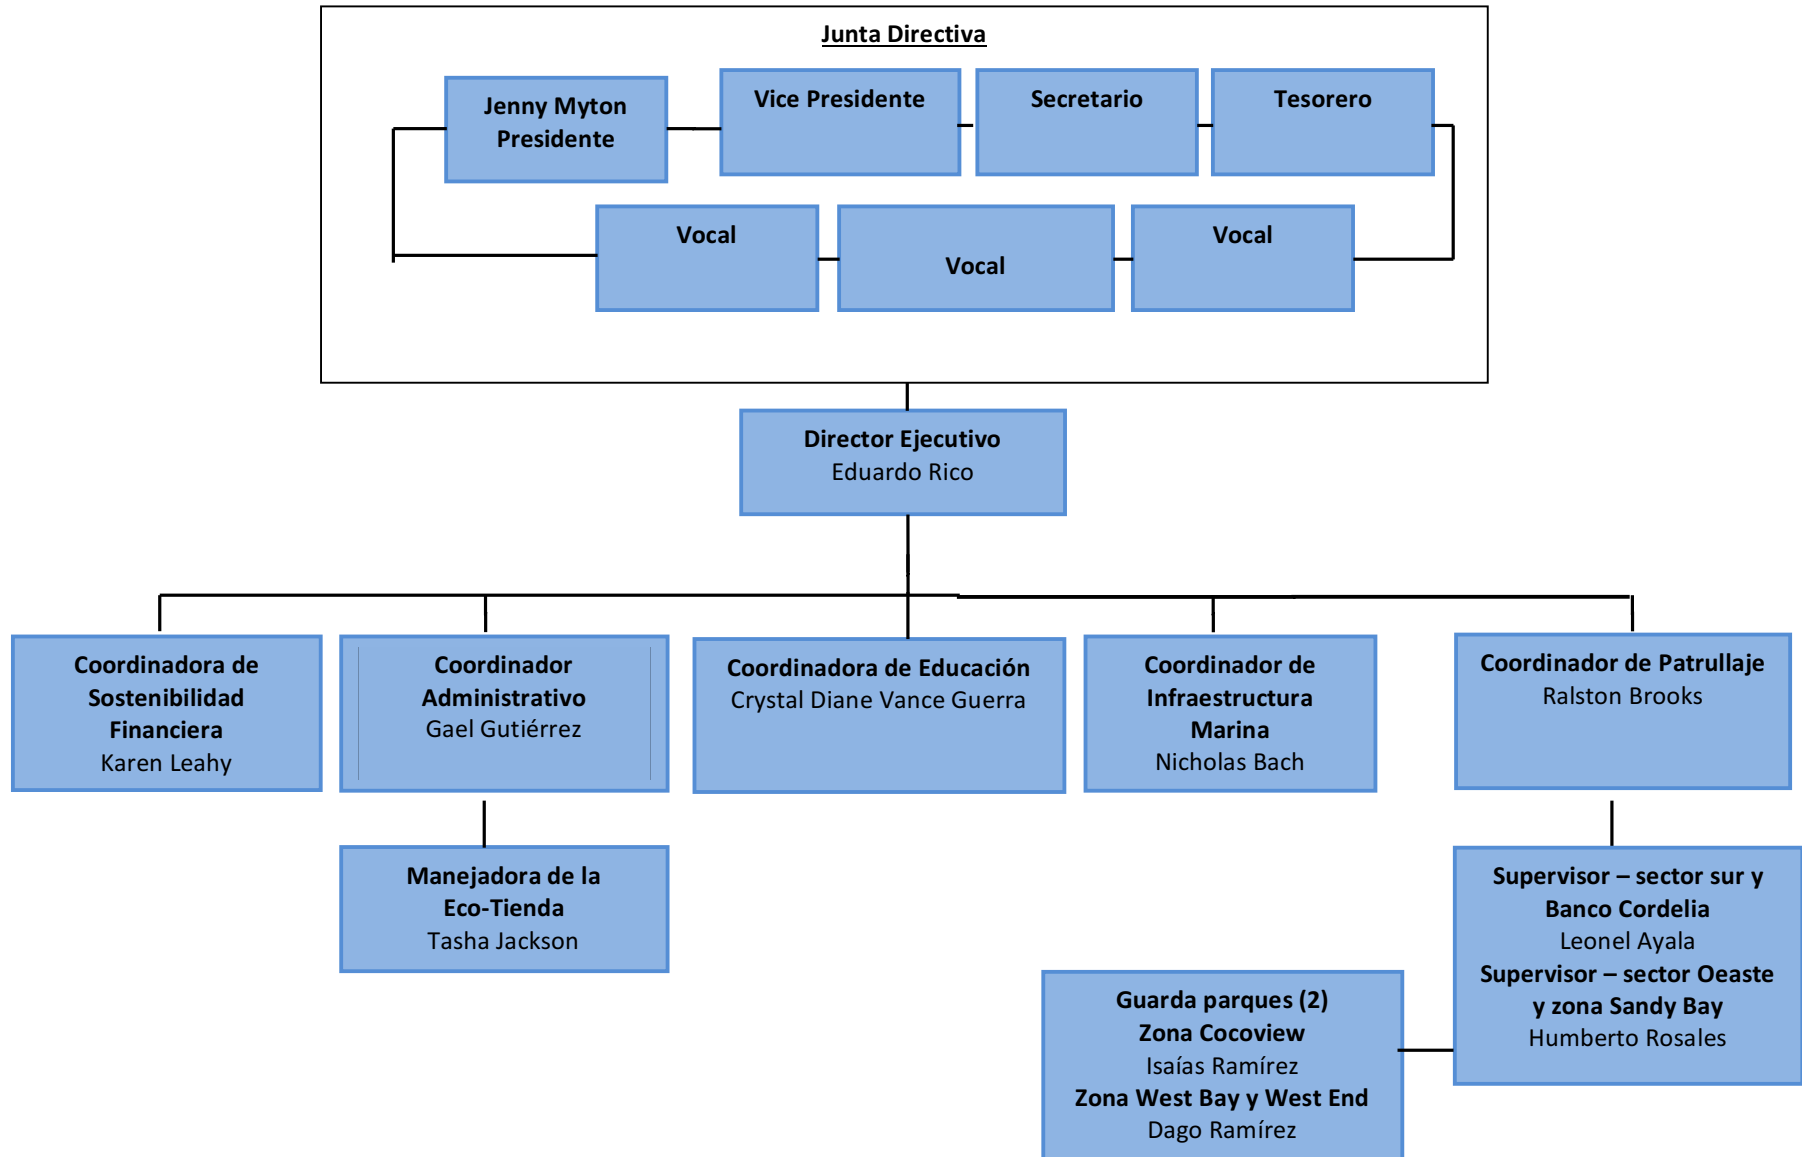 Junta Directiva
Jenny Myton
Presidente
Vice Presidente
Secretario
Tesorero
Vocal
Vocal
Vocal
Director Ejecutivo
Eduardo Rico
Coordinadora de
Sostenibilidad
Financiera
Karen Leahy
Coordinador
Administrativo
Gael Gutiérrez
Coordinadora de Educación
Crystal Diane Vance Guerra
Coordinador de
Infraestructura
Marina
Nicholas Bach
Coordinador de Patrullaje
Ralston Brooks
Manejadora de la
Eco-Tienda
Tasha Jackson
Supervisor – sector sur y
Banco Cordelia
Leonel Ayala
Supervisor – sector Oeaste
y zona Sandy Bay
Humberto Rosales
Guarda parques (2)
Zona Cocoview
Isaías Ramírez
Zona West Bay y West End
Dago Ramírez